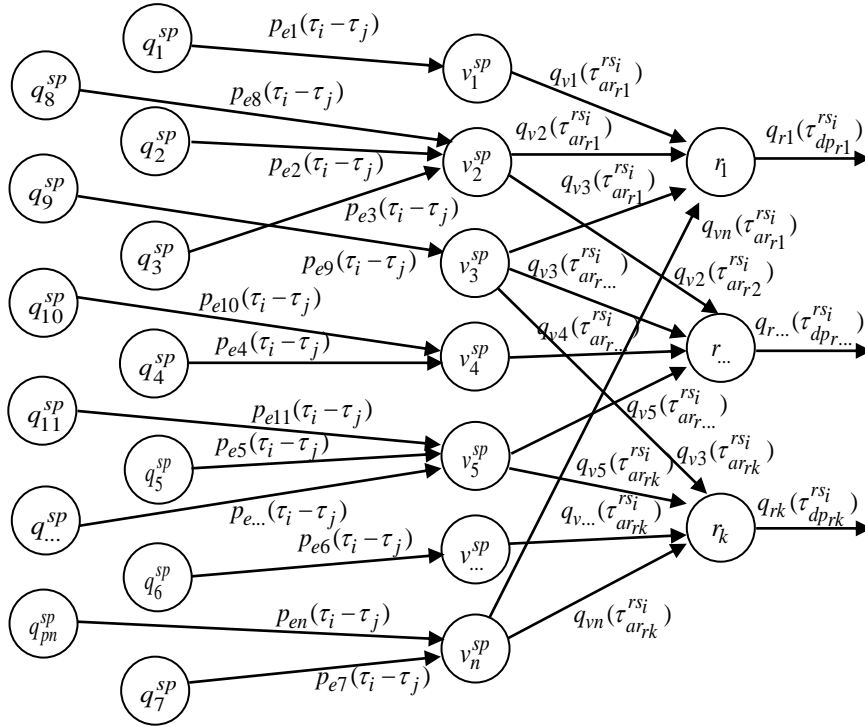 q_1^{sp}
p_{e1}(τ_i − τ_j)
v_1^{sp}
q_{v1}(τ_{ar_{r1}}^{rs_i})
q_8^{sp}
p_{e8}(τ_i − τ_j)
q_2^{sp}
p_{e2}(τ_i − τ_j)
v_2^{sp}
q_{v2}(τ_{ar_{r1}}^{rs_i})
r_1
q_{r1}(τ_{dp_{r1}}^{rs_i})
q_9^{sp}
q_{v3}(τ_{ar_{r1}}^{rs_i})
p_{e3}(τ_i − τ_j)
q_{vn}(τ_{ar_{r1}}^{rs_i})
q_3^{sp}
p_{e9}(τ_i − τ_j)
v_3^{sp}
q_{v3}(τ_{ar_{r...}}^{rs_i})
q_{v2}(τ_{ar_{r2}}^{rs_i})
q_{10}^{sp}
p_{e10}(τ_i − τ_j)
q_{v4}(τ_{ar_{r...}}^{rs_i})
q_{r...}(τ_{dp_{r...}}^{rs_i})
q_4^{sp}
p_{e4}(τ_i − τ_j)
v_4^{sp}
r_{...}
q_{11}^{sp}
p_{e11}(τ_i − τ_j)
q_{v5}(τ_{ar_{r...}}^{rs_i})
q_5^{sp}
p_{e5}(τ_i − τ_j)
v_5^{sp}
q_{v5}(τ_{ar_{rk}}^{rs_i})
q_{v3}(τ_{ar_{rk}}^{rs_i})
q_{...}^{sp}
p_{e...}(τ_i − τ_j)
q_{v...}(τ_{ar_{rk}}^{rs_i})
r_k
q_{rk}(τ_{dp_{rk}}^{rs_i})
p_{e6}(τ_i − τ_j)
v_{...}^{sp}
q_6^{sp}
q_{pn}^{sp}
p_{en}(τ_i − τ_j)
q_{vn}(τ_{ar_{rk}}^{rs_i})
v_n^{sp}
q_7^{sp}
p_{e7}(τ_i − τ_j)